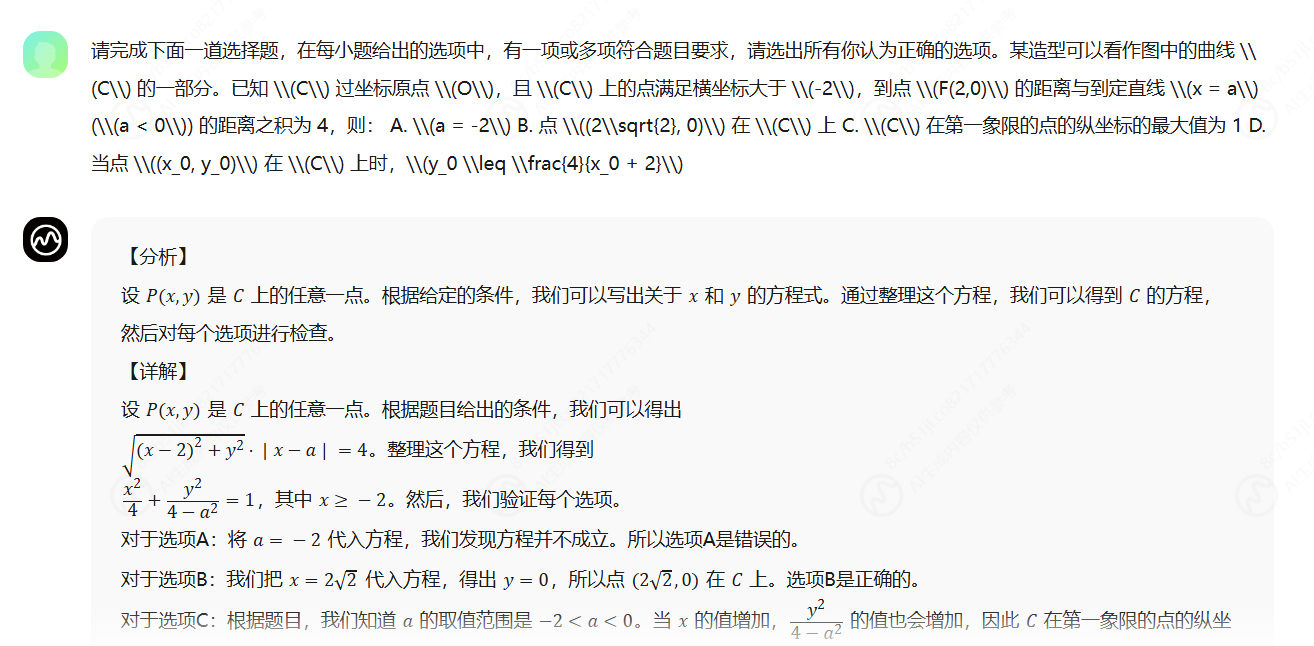 请完成下面一道选择题，在每小题给出的选项中，有一项或多项符合题目要求，请选出所有你认为正确的选项。某造型可以看作图中的曲线 \\
(C\\) 的一部分。已知 \\(C\\) 过坐标原点 \\(O\\)，且 \\(C\\) 上的点满足横坐标大于 \\(-2\\)，到点 \\(F(2,0)\\) 的距离与到定直线 \\(x = a\\)
(\\(a < 0\\)) 的距离之积为 4，则： A. \\(a = -2\\) B. 点 \\((2\\sqrt{2}, 0)\\) 在 \\(C\\) 上 C. \\(C\\) 在第一象限的点的纵坐标的最大值为 1 D.
当点 \\((x_0, y_0)\\) 在 \\(C\\) 上时，\\(y_0 \\leq \\frac{4}{x_0 + 2}\\)
【分析】
设 P(x,y) 是 C 上的任意一点。根据给定的条件，我们可以写出关于 x 和 y 的方程式。通过整理这个方程，我们可以得到 C 的方程，
然后对每个选项进行检查。
【详解】
设 P(x,y) 是 C 上的任意一点。根据题目给出的条件，我们可以得出
√((x − 2)² + y²) · | x − a | = 4。整理这个方程，我们得到
x²/4 + y²/(4 − a²) = 1，其中 x ≥ − 2。然后，我们验证每个选项。
对于选项A：将 a = − 2 代入方程，我们发现方程并不成立。所以选项A是错误的。
对于选项B：我们把 x = 2√2 代入方程，得出 y = 0，所以点 (2√2, 0) 在 C 上。选项B是正确的。
对于选项C：根据题目，我们知道 a 的取值范围是 −2 < a < 0。当 x 的值增加，y²/(4 − a²) 的值也会增加，因此 C 在第一象限的点的纵坐